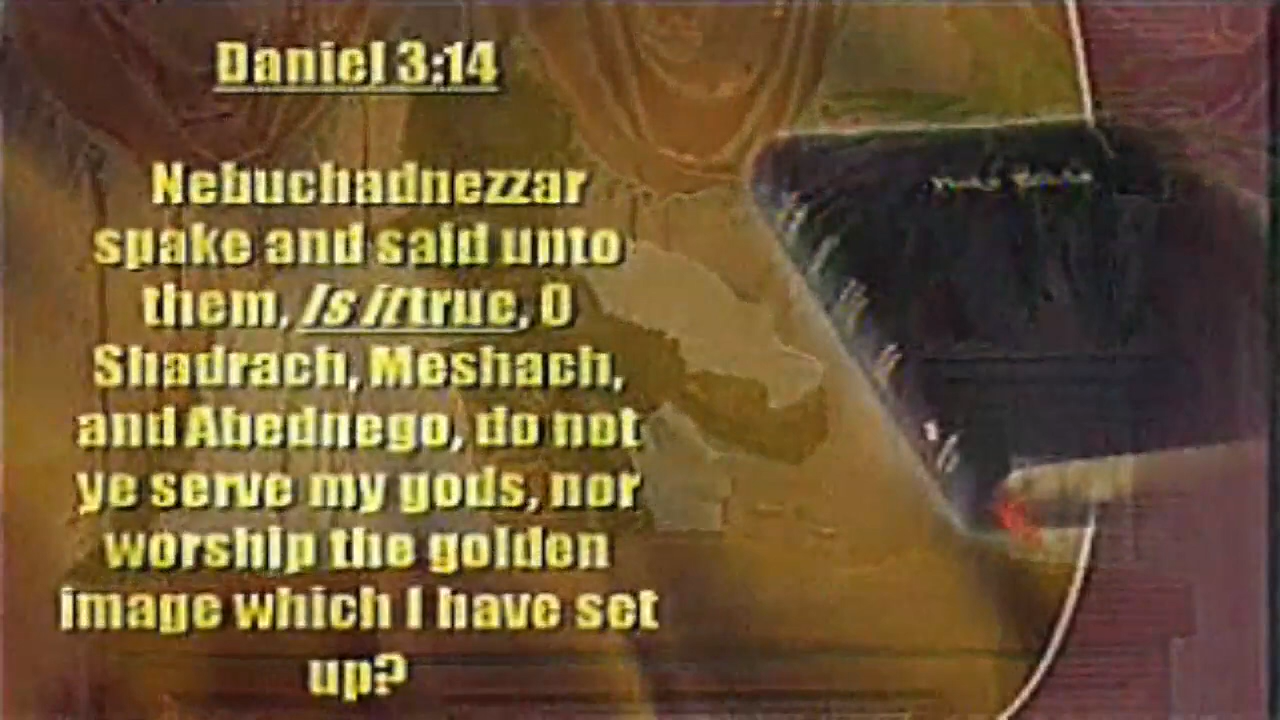 Daniel 3:14
Nebuchadnezzar
spake and said unto
them, Is it true, O
Shadrach, Meshach,
and Abednego, do not
ye serve my gods, nor
worship the golden
image which I have set
up?